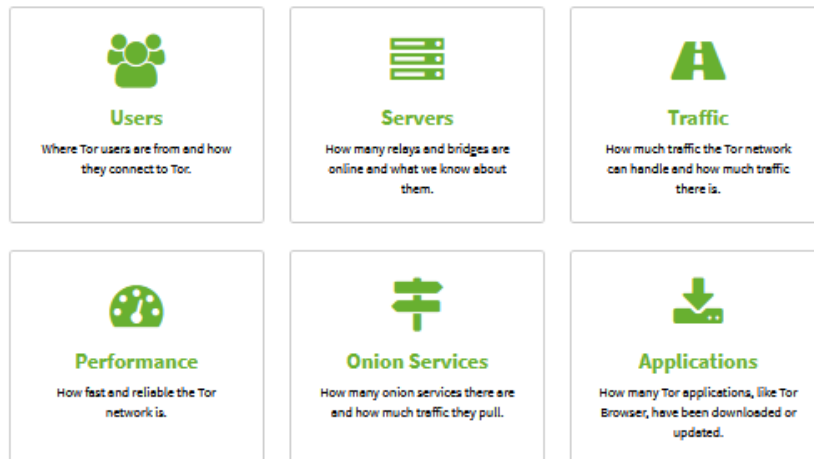 Users
Where Tor users are from and how
they connect to Tor.
Servers
How many relays and bridges are
online and what we know about
them.
Traffic
How much traffic the Tor network
can handle and how much traffic
there is.
Performance
How fast and reliable the Tor
network is.
Onion Services
How many onion services there are
and how much traffic they pull.
Applications
How many Tor applications, like Tor
Browser, have been downloaded or
updated.